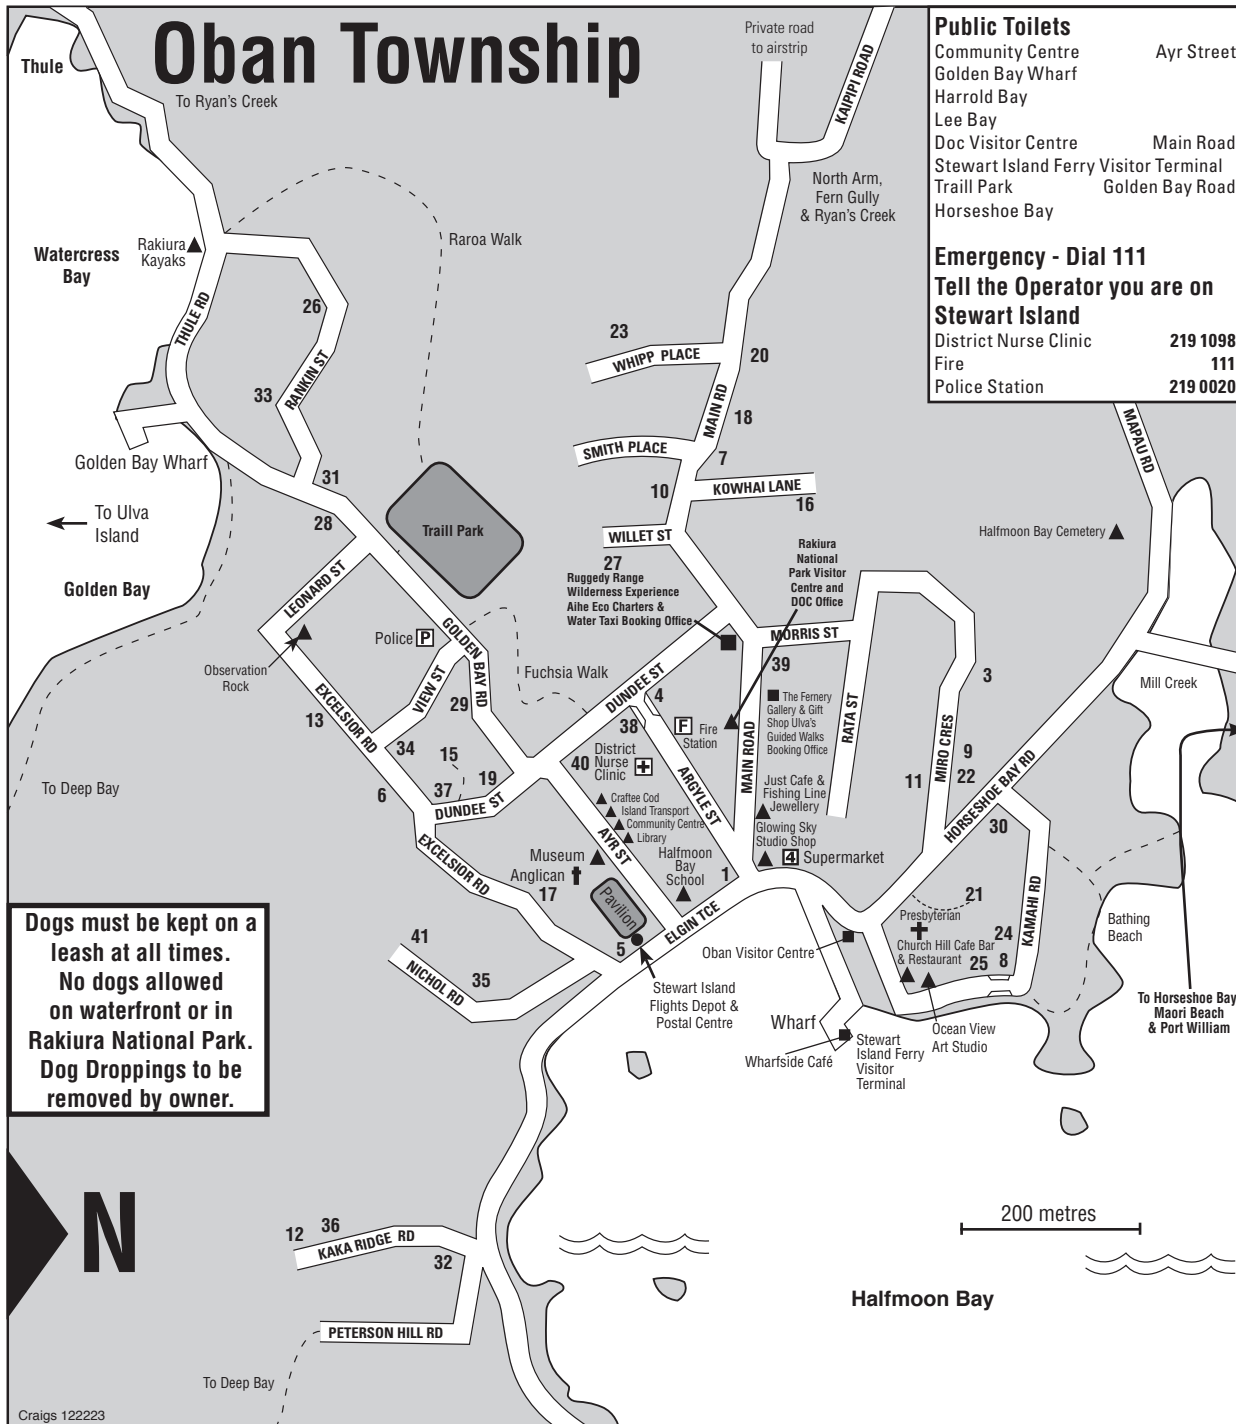 Oban Township
Public Toilets
Community Centre Ayr Street
Golden Bay Wharf
Harrold Bay
Lee Bay
Doc Visitor Centre Main Road
Stewart Island Ferry Visitor Terminal
Traill Park Golden Bay Road
Horseshoe Bay
Emergency - Dial 111
Tell the Operator you are on
Stewart Island
District Nurse Clinic 219 1098
Fire 111
Police Station 219 0020
Private road
to airstrip
KAIPIPI ROAD
Thule
To Ryan's Creek
North Arm,
Fern Gully
& Ryan's Creek
Raroa Walk
Watercress
Bay
Rakiura
Kayaks
THULE RD
26
RANKIN ST
33
23
WHIPP PLACE
20
MAIN RD
18
SMITH PLACE
7
10
KOWHAI LANE
16
MAPAU RD
Golden Bay Wharf
31
28
To Ulva
Island
Traill Park
WILLET ST
27
Golden Bay
LEONARD ST
Ruggedy Range
Wilderness Experience
Aihe Eco Charters &
Water Taxi Booking Office
Rakiura
National
Park Visitor
Centre and
DOC Office
Halfmoon Bay Cemetery
Police P
GOLDEN BAY RD
MORRIS ST
39
Observation
Rock
VIEW ST
Fuchsia Walk
DUNDEE ST
4
3
Mill Creek
EXCELSIOR RD
13
29
The Fernery
Gallery & Gift
Shop Ulva's
Guided Walks
Booking Office
38
F Fire
Station
MAIN ROAD
RATA ST
MIRO CRES
34
15
District
Nurse
Clinic
40
ARGYLE ST
9
22
11
HORSESHOE BAY RD
To Deep Bay
6
37
19
DUNDEE ST
Just Cafe &
Fishing Line
Jewellery
Craftee Cod
Island Transport
Community Centre
Library
AYR ST
Glowing Sky
Studio Shop
4 Supermarket
30
EXCELSIOR RD
Museum
Anglican
17
Halfmoon
Bay
School
1
KAMAHI RD
21
Pavilion
ELGIN TCE
Presbyterian
Church Hill Cafe Bar
& Restaurant
24
25 8
Bathing
Beach
Dogs must be kept on a
leash at all times.
No dogs allowed
on waterfront or in
Rakiura National Park.
Dog Droppings to be
removed by owner.
41
NICHOL RD
35
5
Oban Visitor Centre
Stewart Island
Flights Depot &
Postal Centre
Wharf
Wharfside Café
Stewart
Island Ferry
Visitor
Terminal
Ocean View
Art Studio
To Horseshoe Bay
Maori Beach
& Port William
N
12
36
KAKA RIDGE RD
32
200 metres
PETERSON HILL RD
Halfmoon Bay
To Deep Bay
Craigs 122223